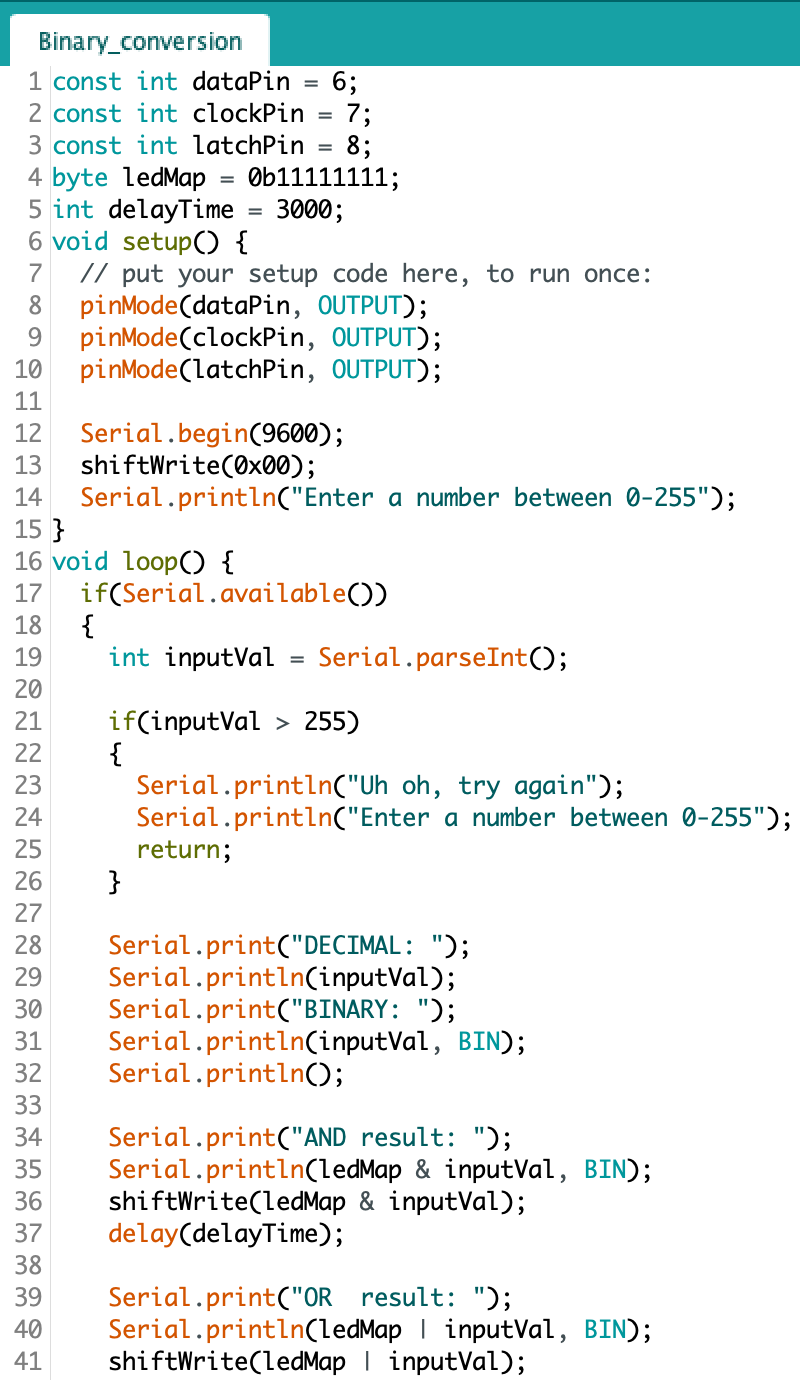 Binary_conversion
1 const int dataPin = 6;
2 const int clockPin = 7;
3 const int latchPin = 8;
4 byte ledMap = 0b11111111;
5 int delayTime = 3000;
6 void setup() {
7   // put your setup code here, to run once:
8   pinMode(dataPin, OUTPUT);
9   pinMode(clockPin, OUTPUT);
10   pinMode(latchPin, OUTPUT);
11
12   Serial.begin(9600);
13   shiftWrite(0x00);
14   Serial.println("Enter a number between 0-255");
15 }
16 void loop() {
17   if(Serial.available())
18   {
19     int inputVal = Serial.parseInt();
20
21     if(inputVal > 255)
22     {
23       Serial.println("Uh oh, try again");
24       Serial.println("Enter a number between 0-255");
25       return;
26     }
27
28     Serial.print("DECIMAL: ");
29     Serial.println(inputVal);
30     Serial.print("BINARY: ");
31     Serial.println(inputVal, BIN);
32     Serial.println();
33
34     Serial.print("AND result: ");
35     Serial.println(ledMap & inputVal, BIN);
36     shiftWrite(ledMap & inputVal);
37     delay(delayTime);
38
39     Serial.print("OR  result: ");
40     Serial.println(ledMap | inputVal, BIN);
41     shiftWrite(ledMap | inputVal);